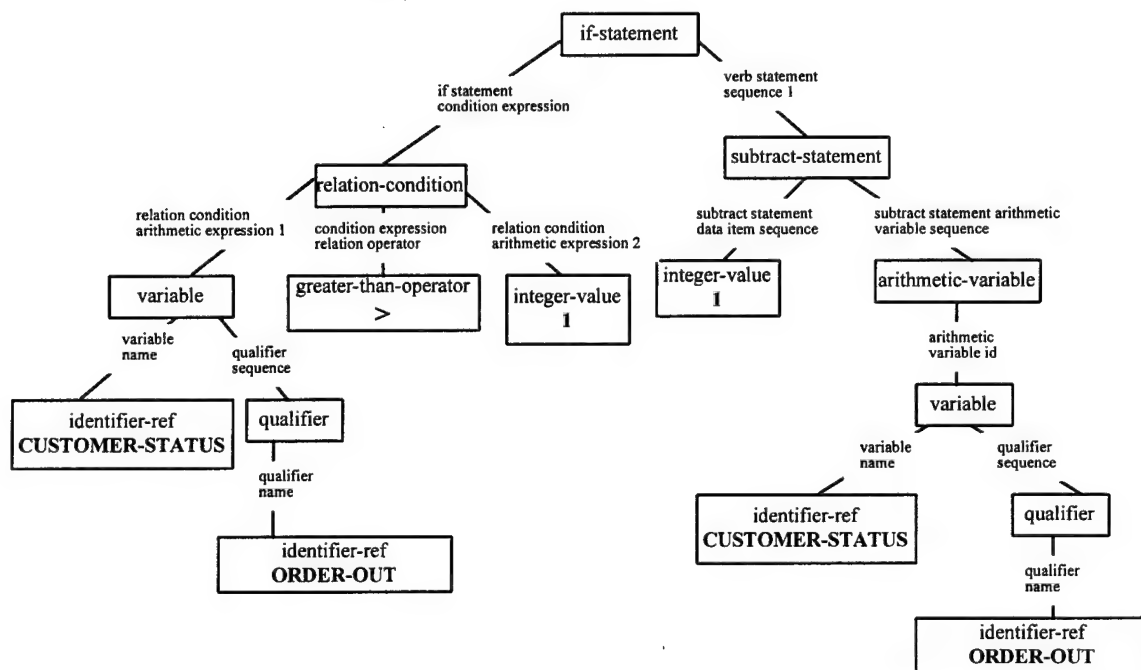 if-statement
if statement
condition expression
verb statement
sequence 1
relation-condition
subtract-statement
relation condition
arithmetic expression 1
condition expression
relation operator
relation condition
arithmetic expression 2
subtract statement
data item sequence
subtract statement arithmetic
variable sequence
variable
greater-than-operator
>
integer-value
1
integer-value
1
arithmetic-variable
variable
name
qualifier
sequence
arithmetic
variable id
identifier-ref
CUSTOMER-STATUS
qualifier
variable
qualifier
name
variable
name
qualifier
sequence
identifier-ref
ORDER-OUT
identifier-ref
CUSTOMER-STATUS
qualifier
qualifier
name
identifier-ref
ORDER-OUT